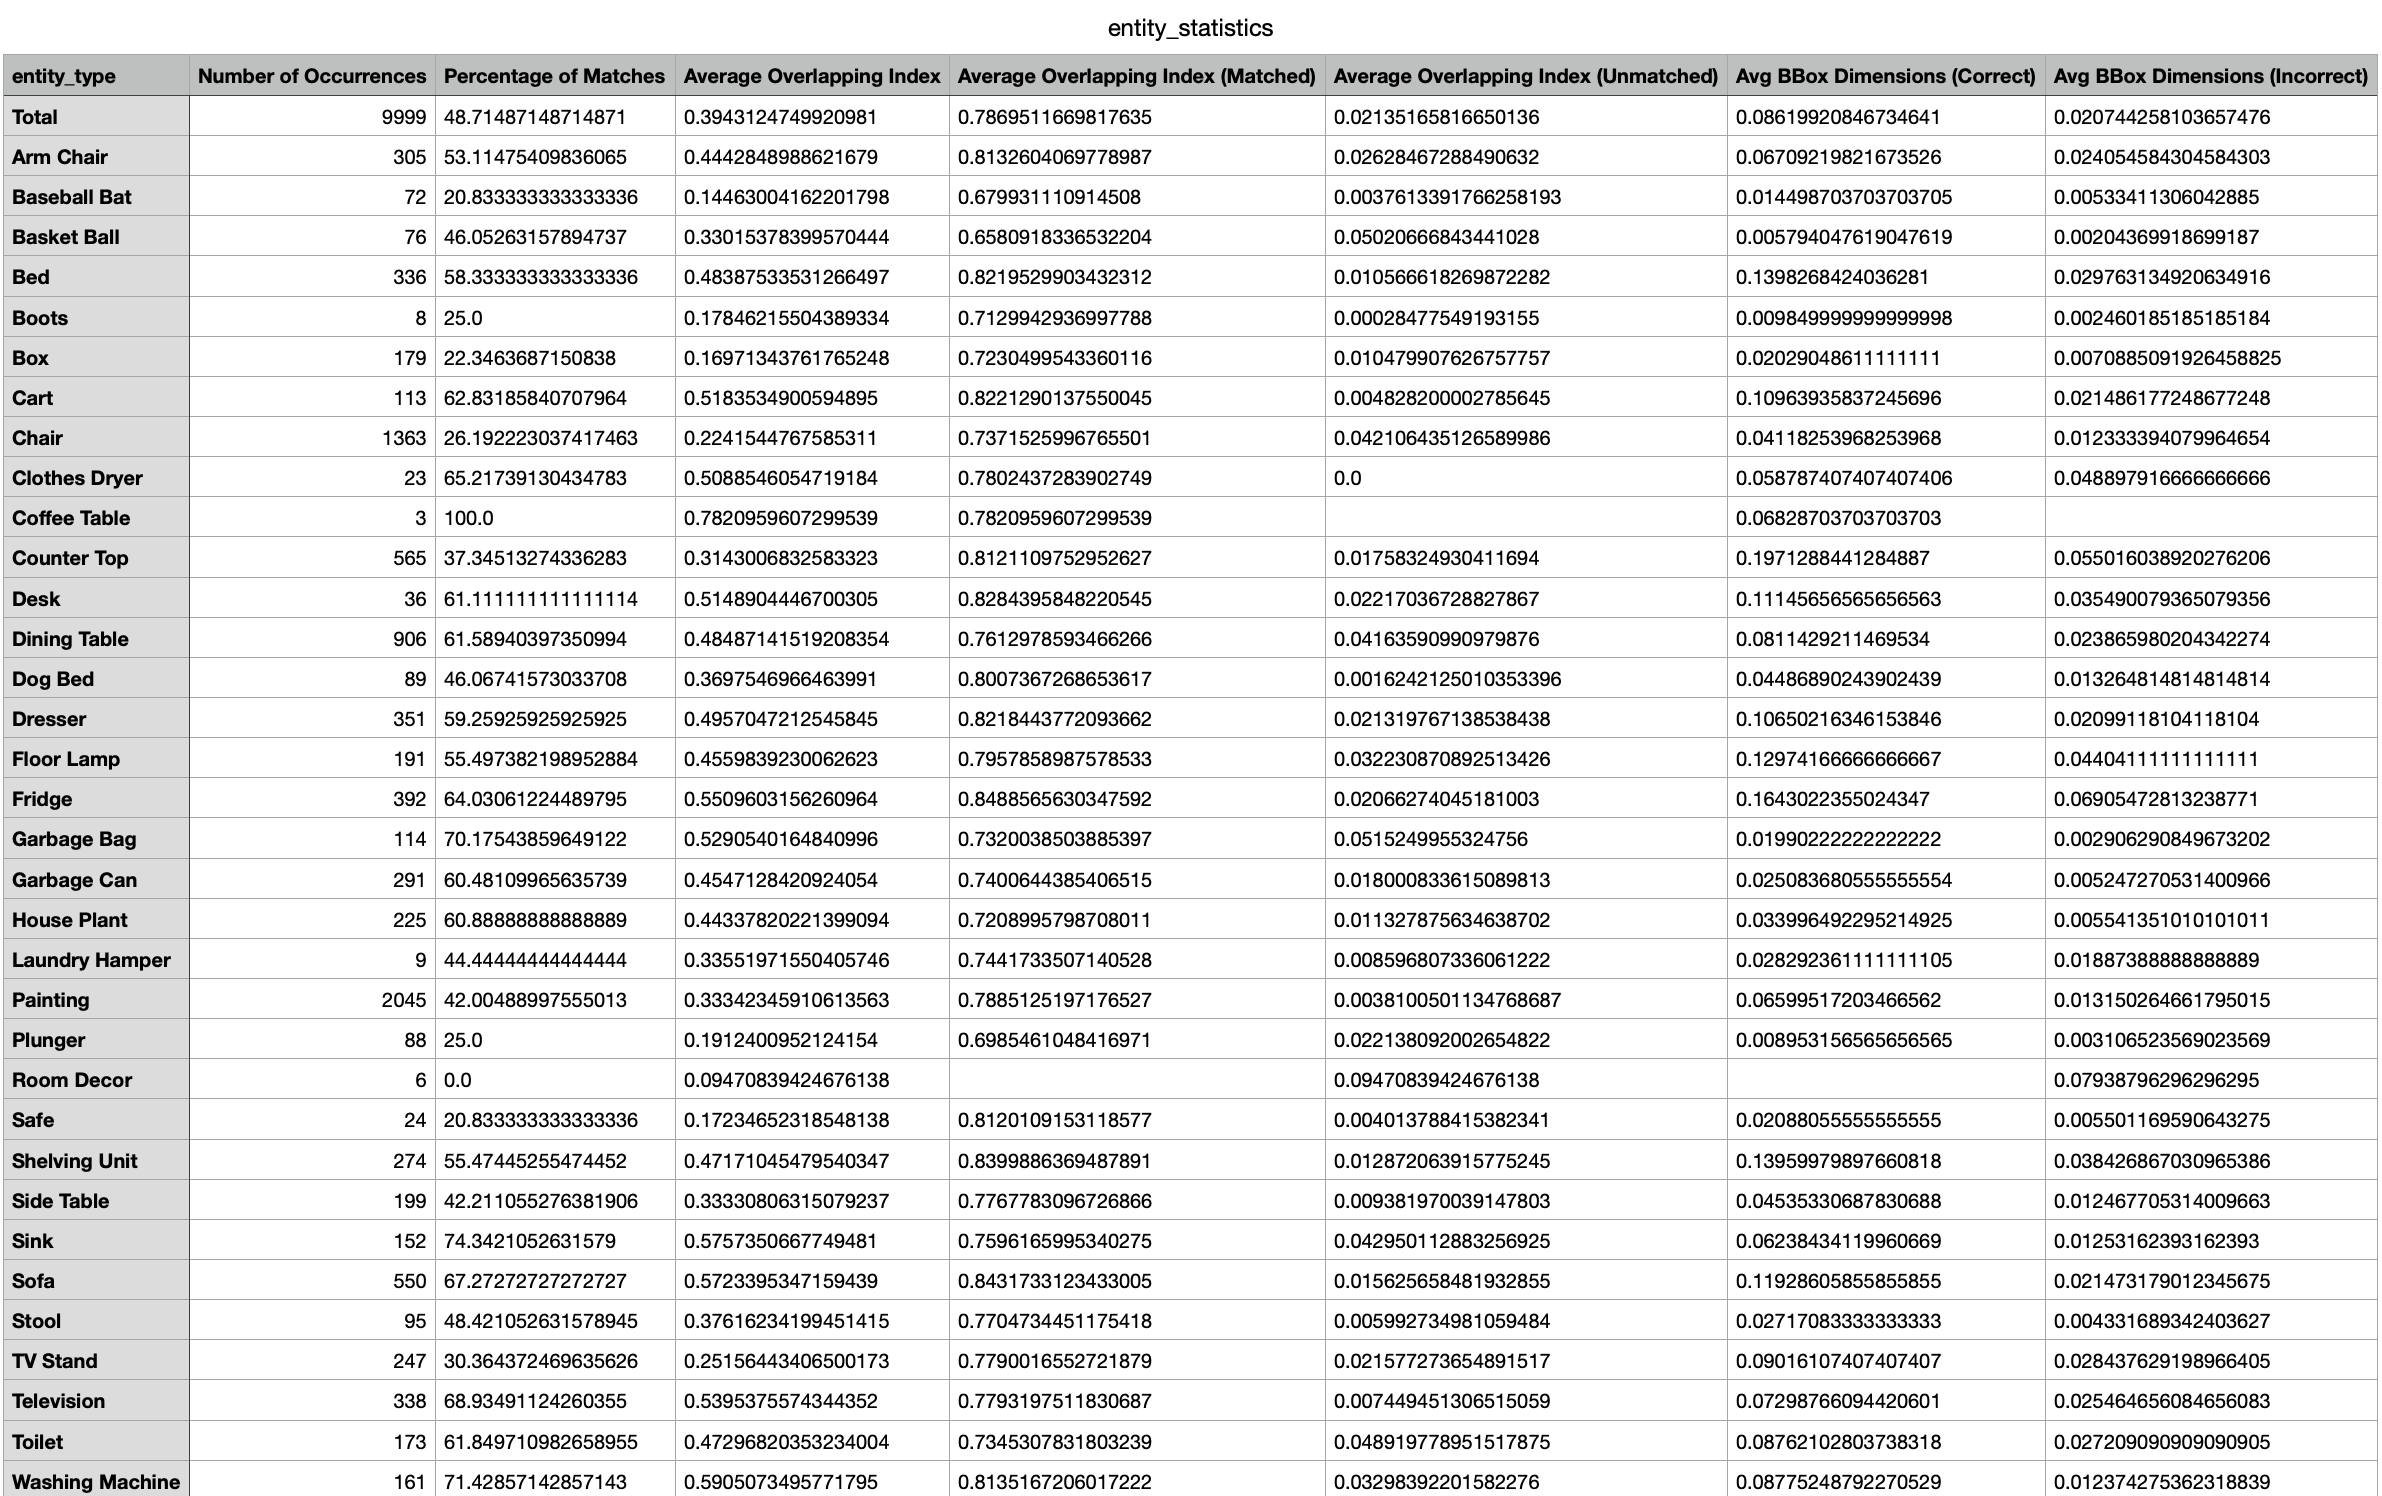 entity_statistics
entity_type Number of Occurrences Percentage of Matches Average Overlapping Index Average Overlapping Index (Matched) Average Overlapping Index (Unmatched) Avg BBox Dimensions (Correct) Avg BBox Dimensions (Incorrect)
Total 9999 48.71487148714871 0.3943124749920981 0.7869511669817635 0.02135165816650136 0.08619920846734641 0.020744258103657476
Arm Chair 305 53.11475409836065 0.4442848988621679 0.8132604069778987 0.02628467288490632 0.06709219821673526 0.024054584304584303
Baseball Bat 72 20.833333333333336 0.14463004162201798 0.679931110914508 0.0037613391766258193 0.014498703703703705 0.00533411306042885
Basket Ball 76 46.05263157894737 0.33015378399570444 0.6580918336532204 0.05020666843441028 0.005794047619047619 0.00204369918699187
Bed 336 58.333333333333336 0.48387533531266497 0.8219529903432312 0.010566618269872282 0.1398268424036281 0.029763134920634916
Boots 8 25.0 0.17846215504389334 0.7129942936997788 0.00028477549193155 0.009849999999999998 0.002460185185185184
Box 179 22.3463687150838 0.16971343761765248 0.7230499543360116 0.010479907626757757 0.02029048611111111 0.0070885091926458825
Cart 113 62.83185840707964 0.5183534900594895 0.8221290137550045 0.004828200002785645 0.10963935837245696 0.021486177248677248
Chair 1363 26.192223037417463 0.2241544767585311 0.7371525996765501 0.042106435126589986 0.04118253968253968 0.012333394079964654
Clothes Dryer 23 65.21739130434783 0.5088546054719184 0.7802437283902749 0.0 0.058787407407407406 0.048897916666666666
Coffee Table 3 100.0 0.7820959607299539 0.7820959607299539 0.06828703703703703
Counter Top 565 37.34513274336283 0.3143006832583323 0.8121109752952627 0.01758324930411694 0.1971288441284887 0.055016038920276206
Desk 36 61.111111111111114 0.5148904446700305 0.8284395848220545 0.02217036728827867 0.11145656565656563 0.035490079365079356
Dining Table 906 61.58940397350994 0.48487141519208354 0.7612978593466266 0.04163590990979876 0.0811429211469534 0.023865980204342274
Dog Bed 89 46.06741573033708 0.3697546966463991 0.8007367268653617 0.0016242125010353396 0.04486890243902439 0.013264814814814814
Dresser 351 59.25925925925925 0.4957047212545845 0.8218443772093662 0.021319767138538438 0.10650216346153846 0.02099118104118104
Floor Lamp 191 55.497382198952884 0.4559839230062623 0.7957858987578533 0.032230870892513426 0.12974166666666667 0.04404111111111111
Fridge 392 64.03061224489795 0.5509603156260964 0.8488565630347592 0.02066274045181003 0.1643022355024347 0.06905472813238771
Garbage Bag 114 70.17543859649122 0.5290540164840996 0.7320038503885397 0.0515249955324756 0.01990222222222222 0.002906290849673202
Garbage Can 291 60.48109965635739 0.4547128420924054 0.7400644385406515 0.018000833615089813 0.025083680555555554 0.005247270531400966
House Plant 225 60.88888888888889 0.44337820221399094 0.7208995798708011 0.011327875634638702 0.033996492295214925 0.005541351010101011
Laundry Hamper 9 44.44444444444444 0.33551971550405746 0.7441733507140528 0.008596807336061222 0.028292361111111105 0.01887388888888889
Painting 2045 42.00488997555013 0.33342345910613563 0.7885125197176527 0.0038100501134768687 0.06599517203466562 0.013150264661795015
Plunger 88 25.0 0.1912400952124154 0.6985461048416971 0.022138092002654822 0.008953156565656565 0.003106523569023569
Room Decor 6 0.0 0.09470839424676138 0.09470839424676138 0.07938796296296295
Safe 24 20.833333333333336 0.17234652318548138 0.8120109153118577 0.004013788415382341 0.02088055555555555 0.005501169590643275
Shelving Unit 274 55.47445255474452 0.47171045479540347 0.8399886369487891 0.012872063915775245 0.13959979897660818 0.038426867030965386
Side Table 199 42.211055276381906 0.33330806315079237 0.7767783096726866 0.009381970039147803 0.04535330687830688 0.012467705314009663
Sink 152 74.3421052631579 0.5757350667749481 0.7596165995340275 0.042950112883256925 0.06238434119960669 0.01253162393162393
Sofa 550 67.27272727272727 0.5723395347159439 0.8431733123433005 0.015625658481932855 0.11928605855855855 0.021473179012345675
Stool 95 48.421052631578945 0.37616234199451415 0.7704734451175418 0.005992734981059484 0.02717083333333333 0.004331689342403627
TV Stand 247 30.364372469635626 0.25156443406500173 0.7790016552721879 0.021577273654891517 0.09016107407407407 0.028437629198966405
Television 338 68.93491124260355 0.5395375574344352 0.7793197511830687 0.007449451306515059 0.07298766094420601 0.025464656084656083
Toilet 173 61.849710982658955 0.47296820353234004 0.7345307831803239 0.048919778951517875 0.08762102803738318 0.027209090909090905
Washing Machine 161 71.42857142857143 0.5905073495771795 0.8135167206017222 0.03298392201582276 0.08775248792270529 0.012374275362318839